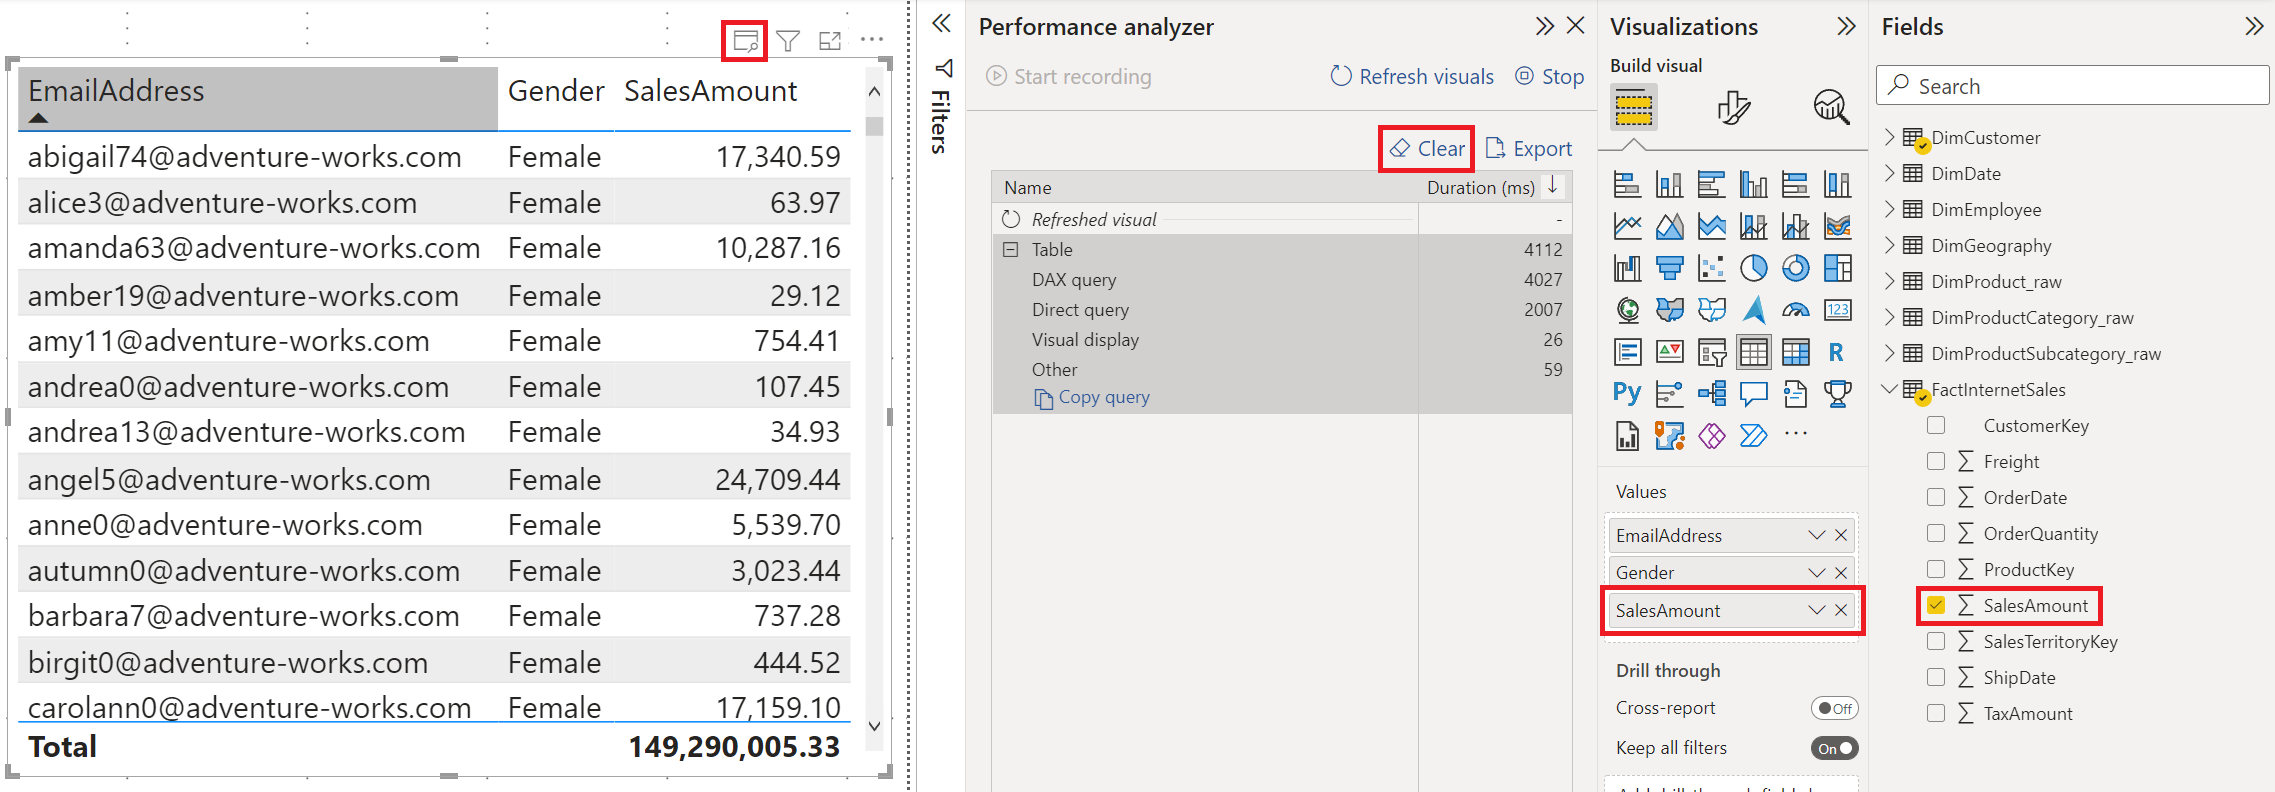 EmailAddress Gender SalesAmount
abigail74@adventure-works.com Female 17,340.59
alice3@adventure-works.com Female 63.97
amanda63@adventure-works.com Female 10,287.16
amber19@adventure-works.com Female 29.12
amy11@adventure-works.com Female 754.41
andrea0@adventure-works.com Female 107.45
andrea13@adventure-works.com Female 34.93
angel5@adventure-works.com Female 24,709.44
anne0@adventure-works.com Female 5,539.70
autumn0@adventure-works.com Female 3,023.44
barbara7@adventure-works.com Female 737.28
birgit0@adventure-works.com Female 444.52
carolann0@adventure-works.com Female 17,159.10
Total 149,290,005.33
Filters
Performance analyzer
Start recording Refresh visuals Stop
Clear Export
Name Duration (ms)
Refreshed visual -
Table 4112
DAX query 4027
Direct query 2007
Visual display 26
Other 59
Copy query
Visualizations
Build visual
123
R
Py
Values
EmailAddress
Gender
SalesAmount
Drill through
Cross-report Off
Keep all filters On
Fields
Search
DimCustomer
DimDate
DimEmployee
DimGeography
DimProduct_raw
DimProductCategory_raw
DimProductSubcategory_raw
FactInternetSales
CustomerKey
Freight
OrderDate
OrderQuantity
ProductKey
SalesAmount
SalesTerritoryKey
ShipDate
TaxAmount